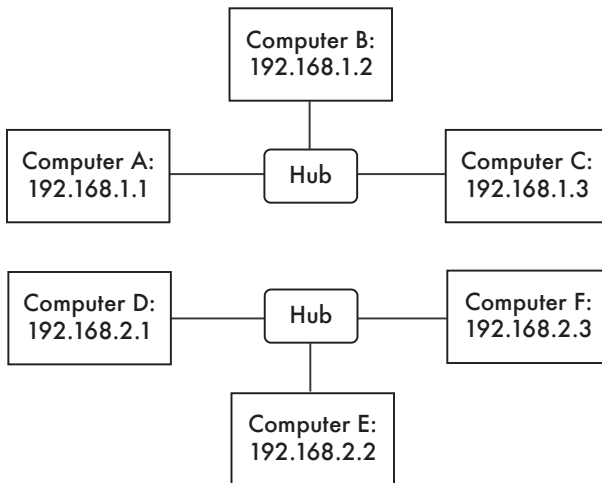 Computer B:
192.168.1.2
Computer A:
192.168.1.1
Hub
Computer C:
192.168.1.3
Computer D:
192.168.2.1
Hub
Computer F:
192.168.2.3
Computer E:
192.168.2.2